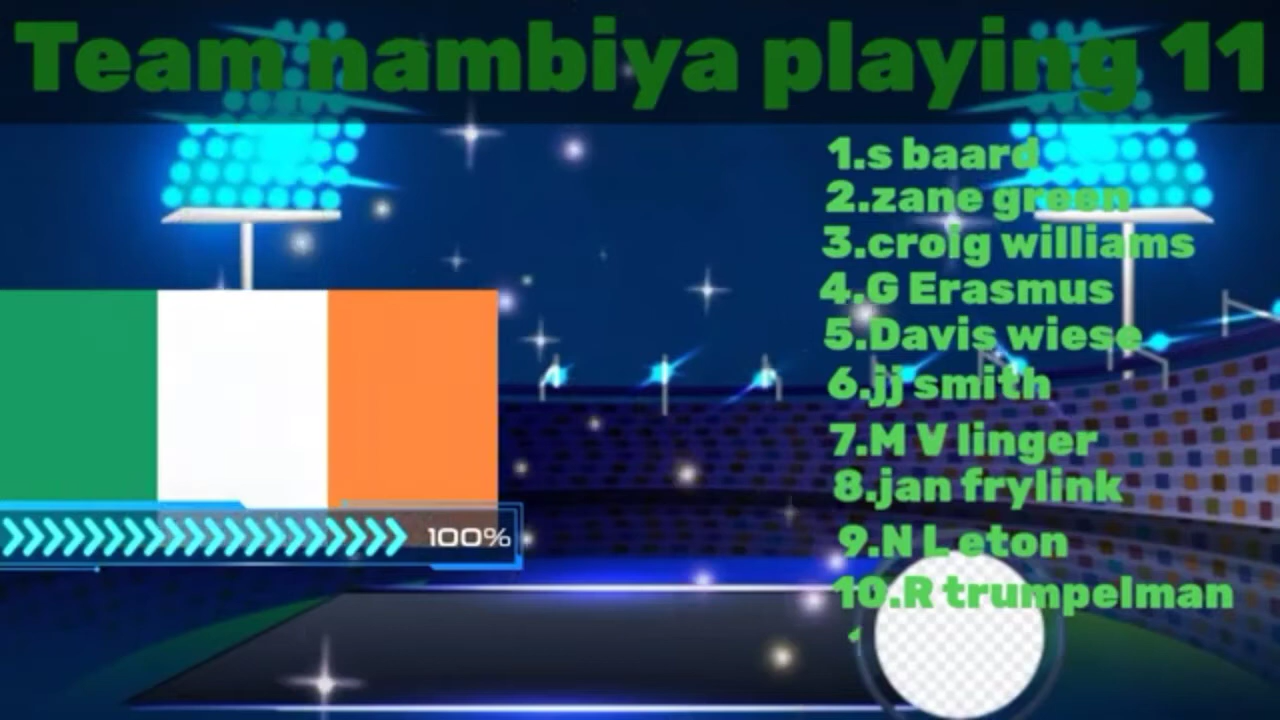 Team nambiya playing 11
1.s baard
2.zane green
3.croig williams
4.G Erasmus
5.Davis wiese
6.jj smith
7.M V linger
8.jan frylink
9.N L eton
10.R trumpelman
100%